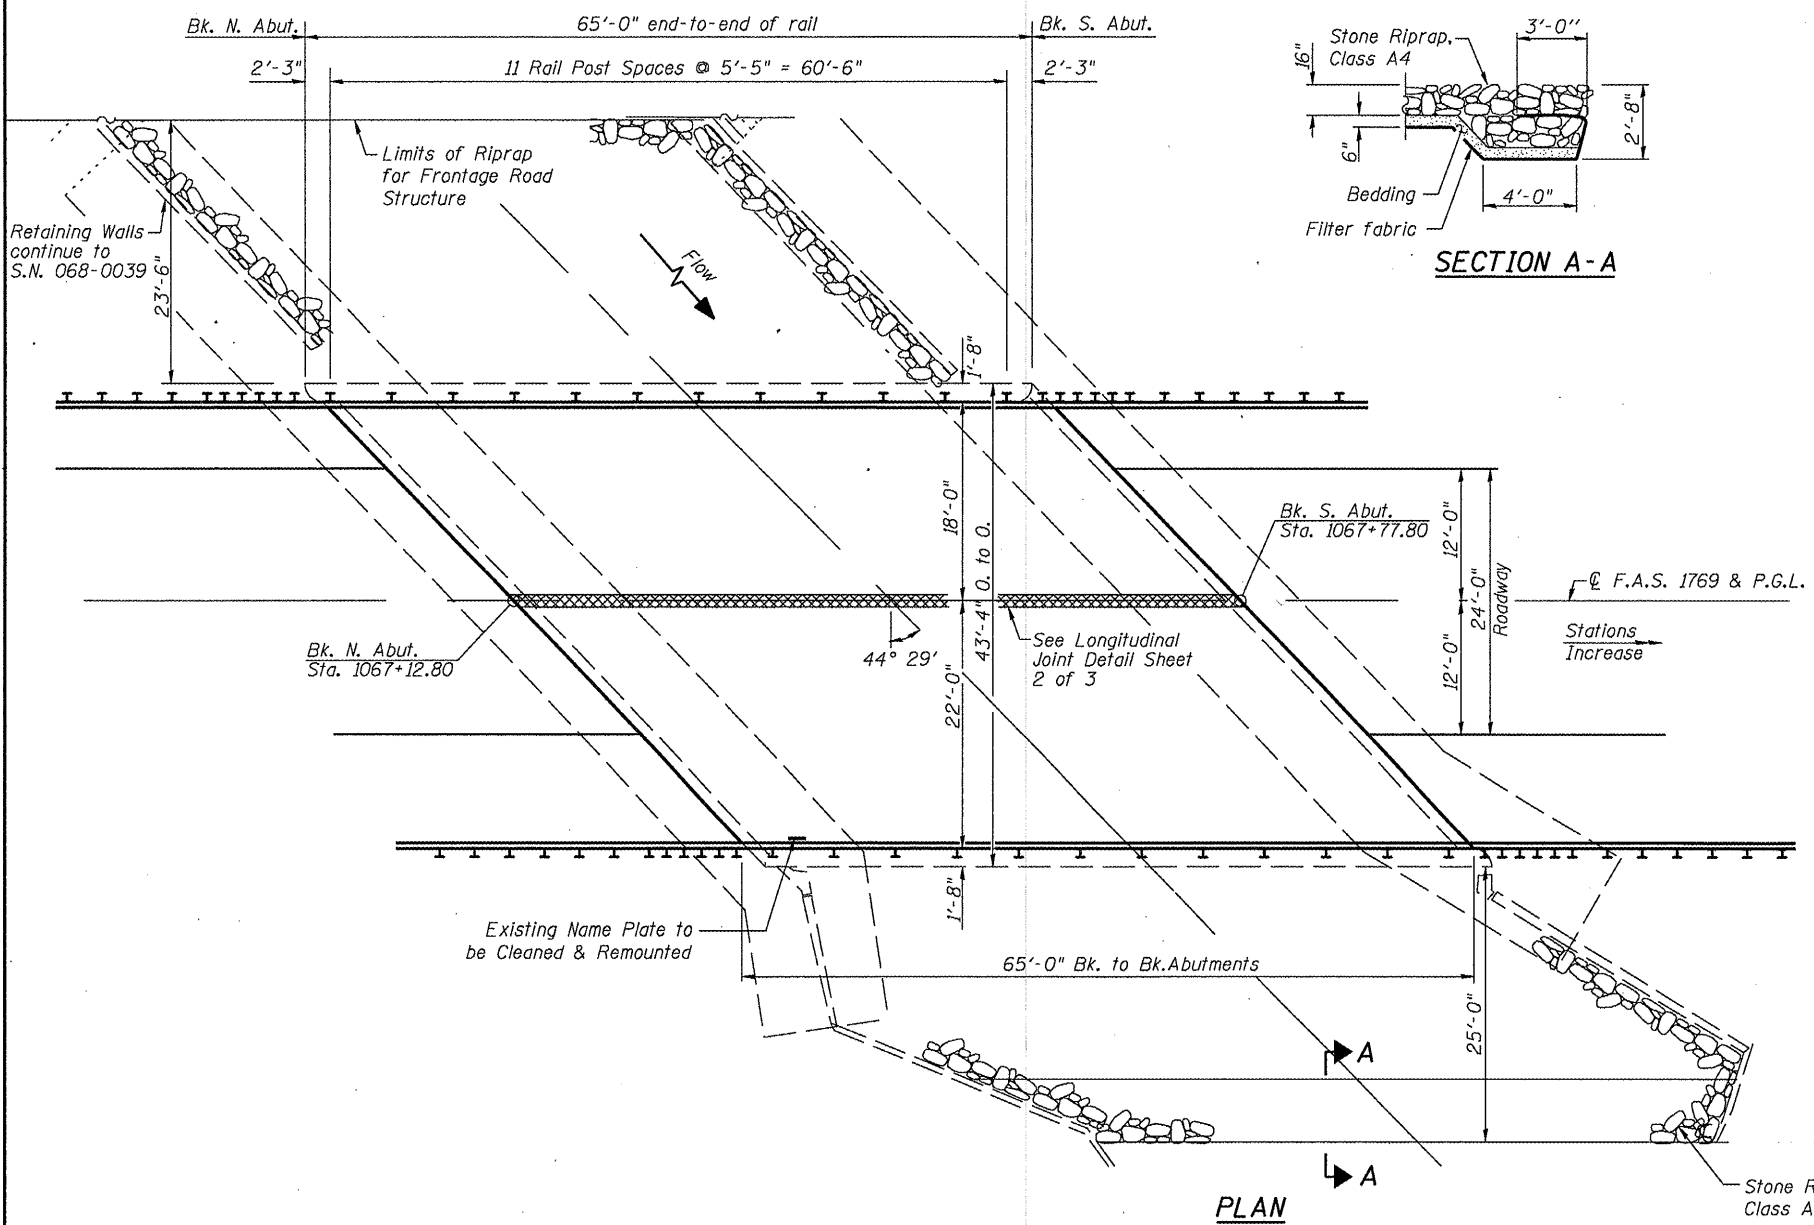 Bk. N. Abut.
65'-0" end-to-end of rail
Bk. S. Abut.
2'-3"
11 Rail Post Spaces @ 5'-5" = 60'-6"
2'-3"
Stone Riprap,
Class A4
3'-0"
16"
6"
2'-8"
Bedding
4'-0"
Filter fabric
SECTION A-A
Limits of Riprap
for Frontage Road
Structure
Retaining Walls
continue to
S.N. 068-0039
23'-6"
Flow
1'-8"
18'-0"
43'-4" O. to O.
Bk. S. Abut.
Sta. 1067+77.80
12'-0"
24'-0"
Roadway
12'-0"
℄ F.A.S. 1769 & P.G.L.
Stations
Increase
Bk. N. Abut.
Sta. 1067+12.80
44° 29'
See Longitudinal
Joint Detail Sheet
2 of 3
22'-0"
1'-8"
Existing Name Plate to
be Cleaned & Remounted
65'-0" Bk. to Bk.Abutments
25'-0"
A
A
Stone R
Class A
PLAN